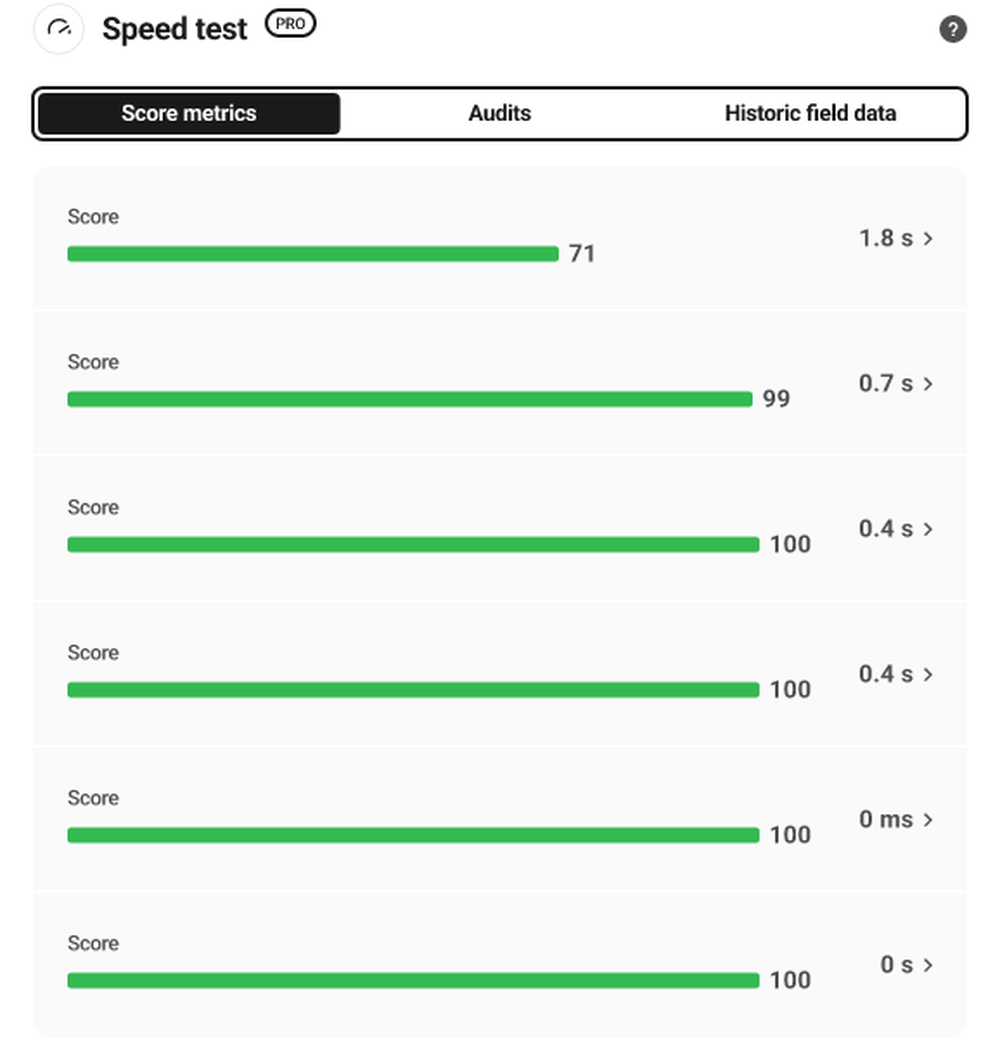 Speed test PRO ?
Score metrics Audits Historic field data
Score
71 1.8 s >
Score
99 0.7 s >
Score
100 0.4 s >
Score
100 0.4 s >
Score
100 0 ms >
Score
100 0 s >